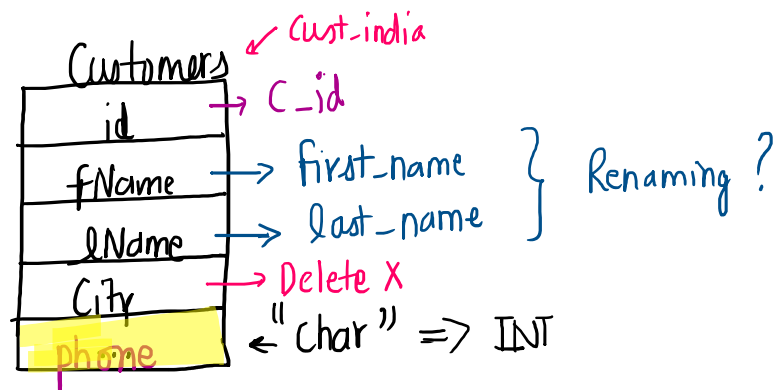 Cust_india
Customers
id → C_id
fName → first_name
lName → last_name
} Renaming ?
City → Delete X
phone ← "char" => INT